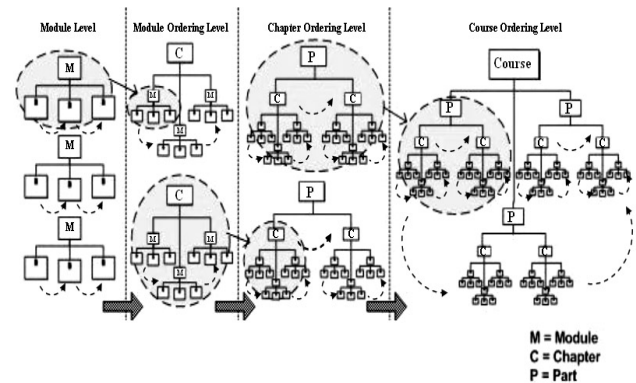 Module Level
Module Ordering Level
Chapter Ordering Level
Course Ordering Level
M
C
P
Course
M
M
P
P
C
C
M
C
C
C
C
M
C
P
P
M
M
C
C
M
C
C
M
M = Module
C = Chapter
P = Part